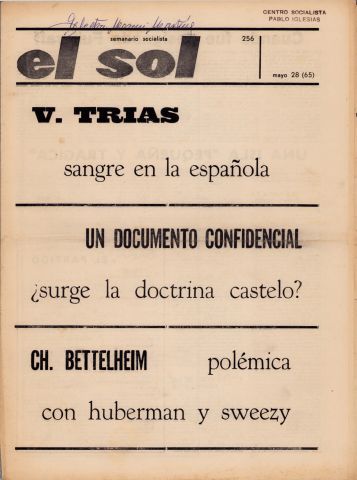 CENTRO SOCIALISTA
PABLO IGLESIAS
semanario socialista
256
el sol
mayo 28 (65)
V. TRIAS
sangre en la española
UN DOCUMENTO CONFIDENCIAL
¿surge la doctrina castelo?
CH. BETTELHEIM polémica
con huberman y sweezy